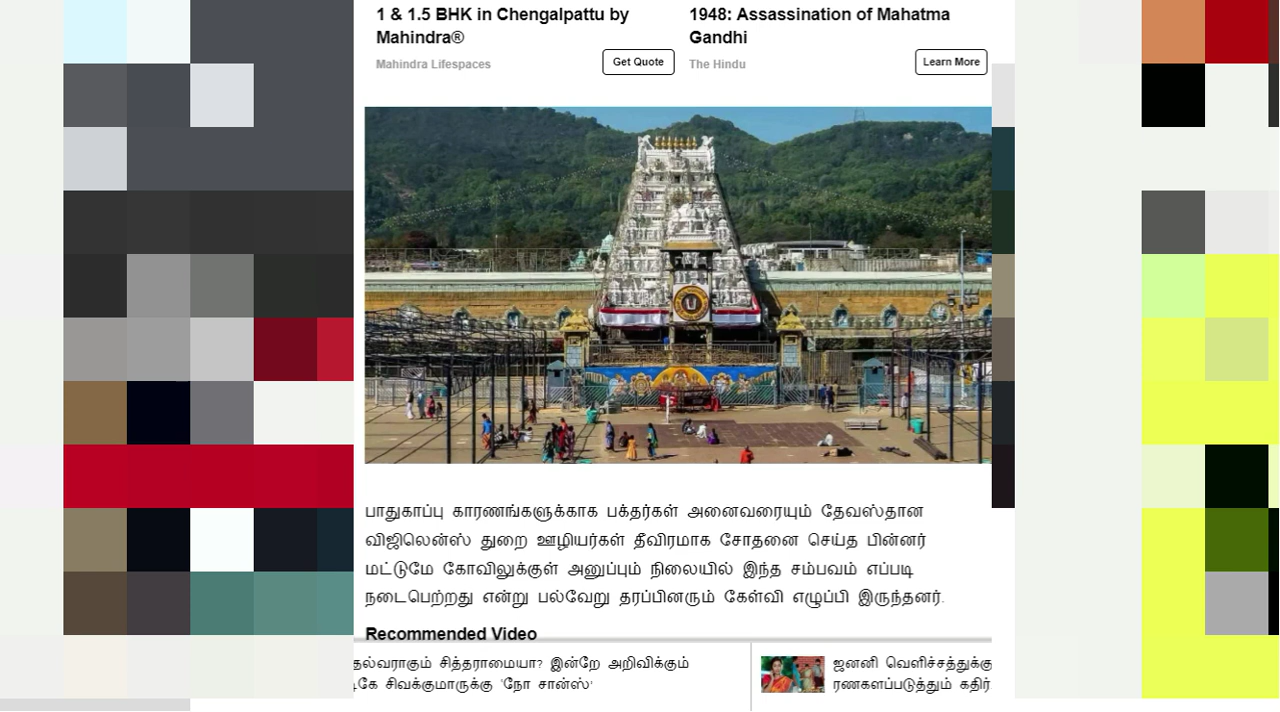 1 & 1.5 BHK in Chengalpattu by
Mahindra®
Mahindra Lifespaces
Get Quote
1948: Assassination of Mahatma
Gandhi
The Hindu
Learn More
பாதுகாப்பு காரணங்களுக்காக பக்தர்கள் அனைவரையும் தேவஸ்தான
விஜிலென்ஸ் துறை ஊழியர்கள் தீவிரமாக சோதனை செய்த பின்னர்
மட்டுமே கோவிலுக்குள் அனுப்பும் நிலையில் இந்த சம்பவம் எப்படி
நடைபெற்றது என்று பல்வேறு தரப்பினரும் கேள்வி எழுப்பி இருந்தனர்.
Recommended Video
தல்வராகும் சித்தராமையா? இன்றே அறிவிக்கும்
கே சிவக்குமாருக்கு 'நோ சான்ஸ்'
ஜனனி வெளிச்சத்துக்கு
ரணகளப்படுத்தும் கதிர்